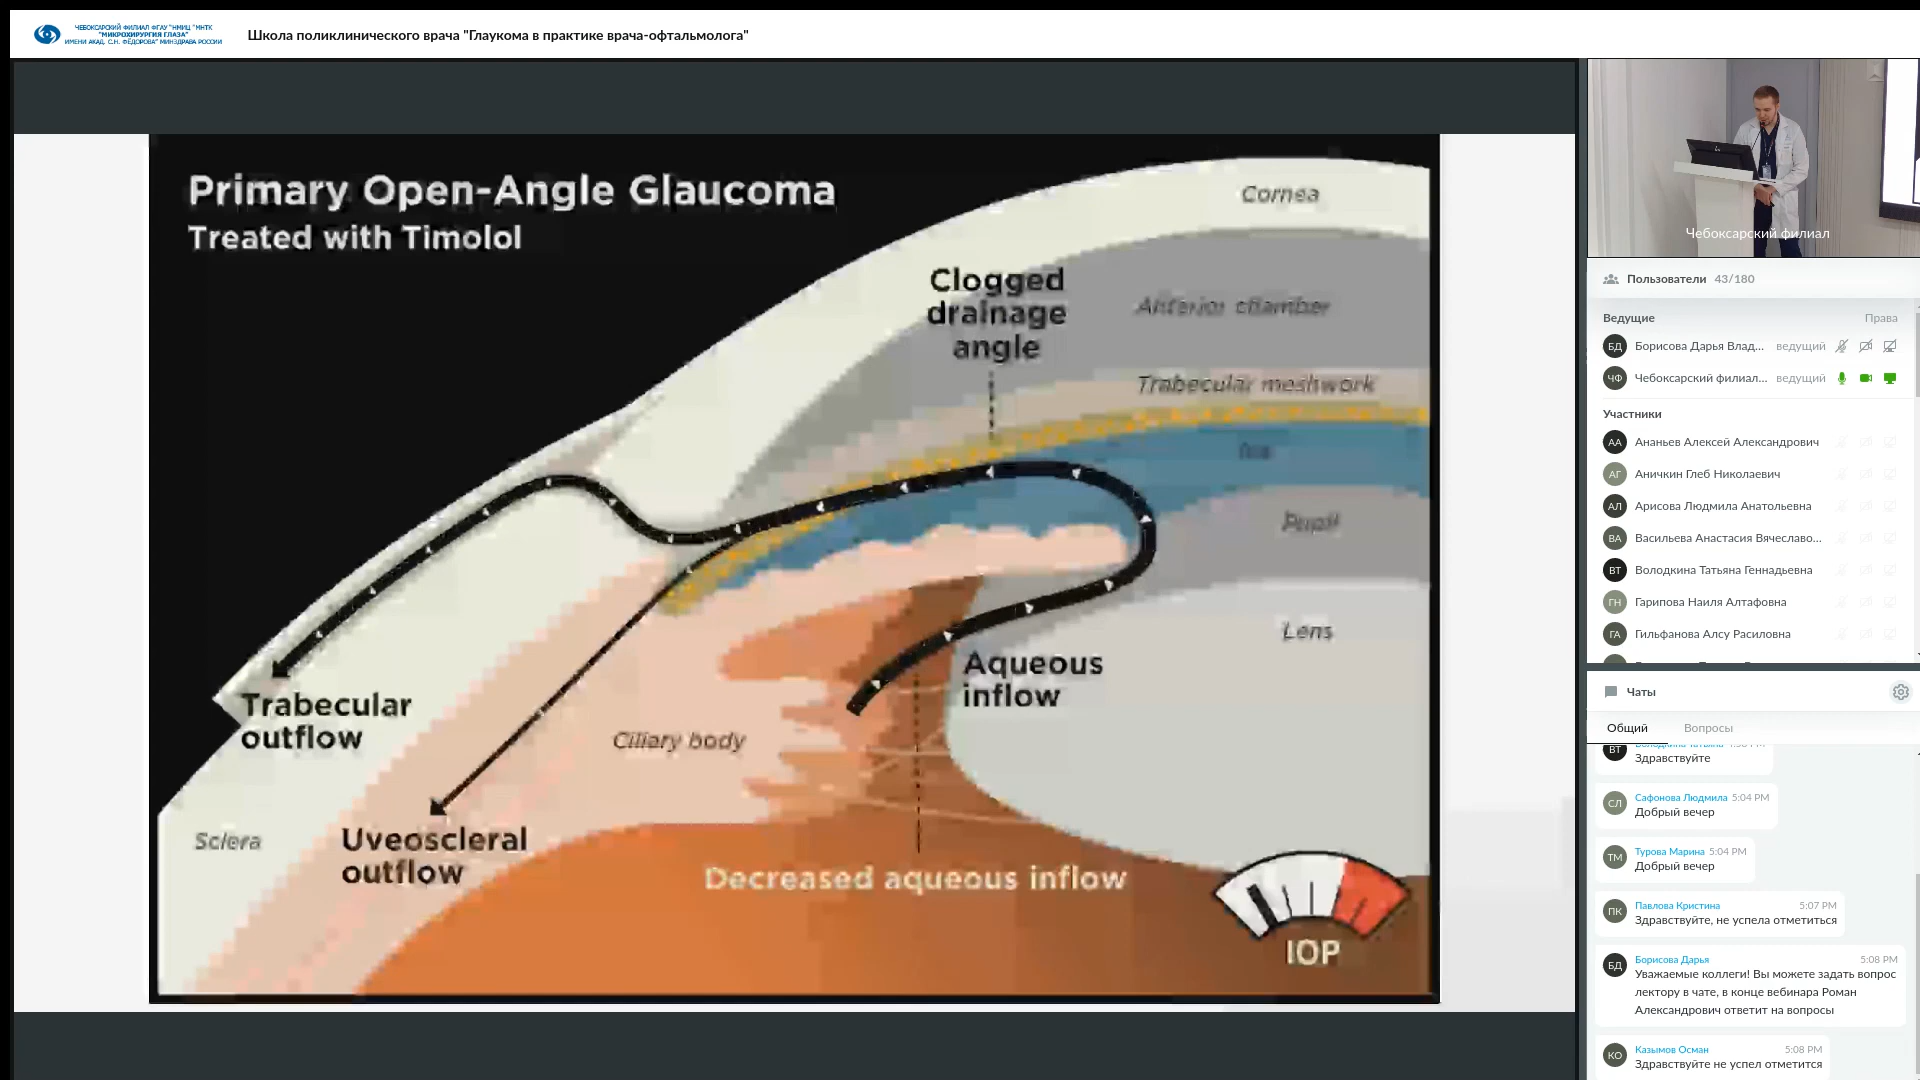 ЧЕБОКСАРСКИЙ ФИЛИАЛ ФГАУ "НМИЦ "МНТК
"МИКРОХИРУРГИЯ ГЛАЗА"
ИМЕНИ АКАД. С.Н. ФЁДОРОВА" МИНЗДРАВА РОССИИ
Школа поликлинического врача "Глаукома в практике врача-офтальмолога"
Primary Open-Angle Glaucoma
Treated with Timolol
Cornea
Clogged
drainage
angle
Anterior chamber
Trabecular meshwork
Iris
Pupil
Lens
Aqueous
inflow
Trabecular
outflow
Ciliary body
Sclera
Uveoscleral
outflow
Decreased aqueous inflow
IOP
Чебоксарский филиал
Пользователи 43/180
Ведущие Права
БД Борисова Дарья Влад... ведущий
ЧФ Чебоксарский филиал... ведущий
Участники
АА Ананьев Алексей Александрович
АГ Аничкин Глеб Николаевич
АЛ Арисова Людмила Анатольевна
ВА Васильева Анастасия Вячеславо...
ВТ Володкина Татьяна Геннадьевна
ГН Гарипова Наиля Алтафовна
ГА Гильфанова Алсу Расиловна
Чаты
Общий Вопросы
ВТ
Здравствуйте
СЛ Сафонова Людмила 5:04 PM
Добрый вечер
ТМ Турова Марина 5:04 PM
Добрый вечер
ПК Павлова Кристина 5:07 PM
Здравствуйте, не успела отметиться
БД Борисова Дарья 5:08 PM
Уважаемые коллеги! Вы можете задать вопрос
лектору в чате, в конце вебинара Роман
Александрович ответит на вопросы
КО Казымов Осман 5:08 PM
Здравствуйте не успел отметится